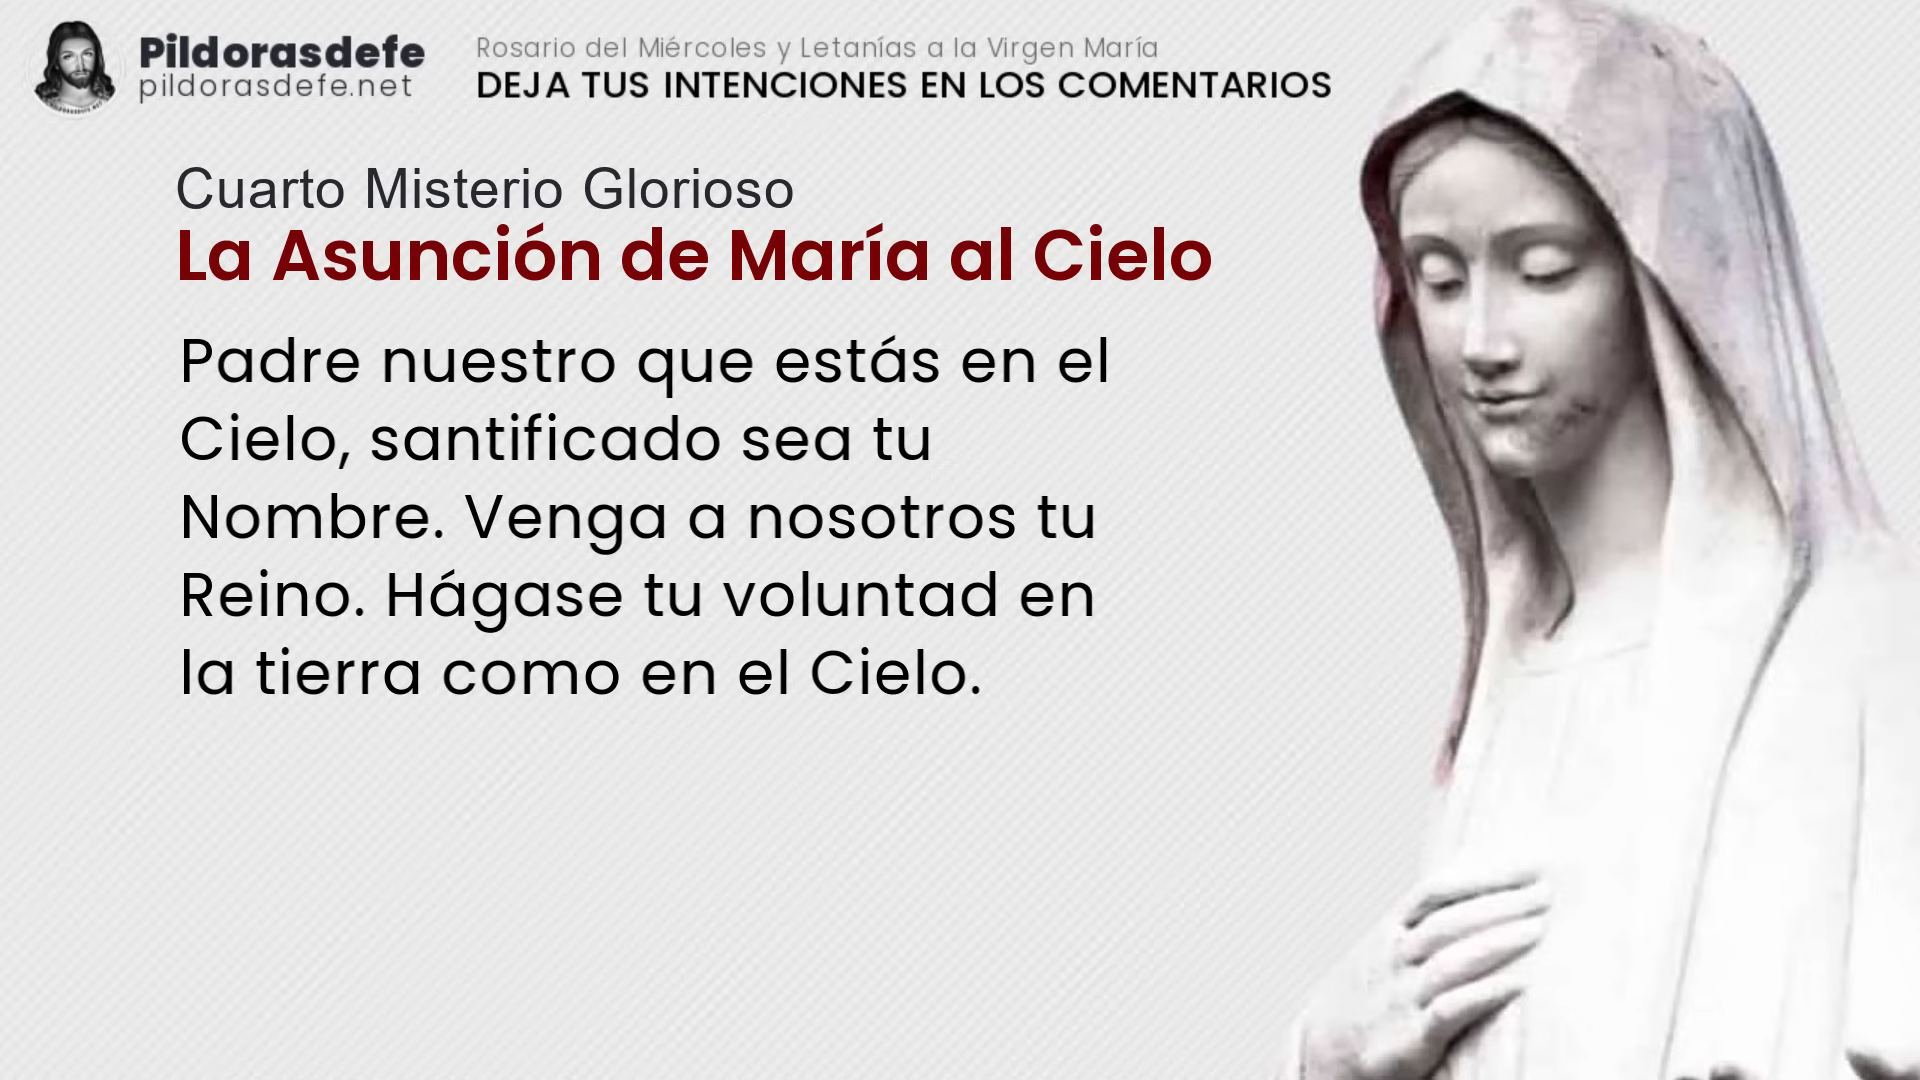 Pildorasdefe
pildorasdefe.net
Rosario del Miércoles y Letanías a la Virgen María
DEJA TUS INTENCIONES EN LOS COMENTARIOS
Cuarto Misterio Glorioso
La Asunción de María al Cielo
Padre nuestro que estás en el
Cielo, santificado sea tu
Nombre. Venga a nosotros tu
Reino. Hágase tu voluntad en
la tierra como en el Cielo.